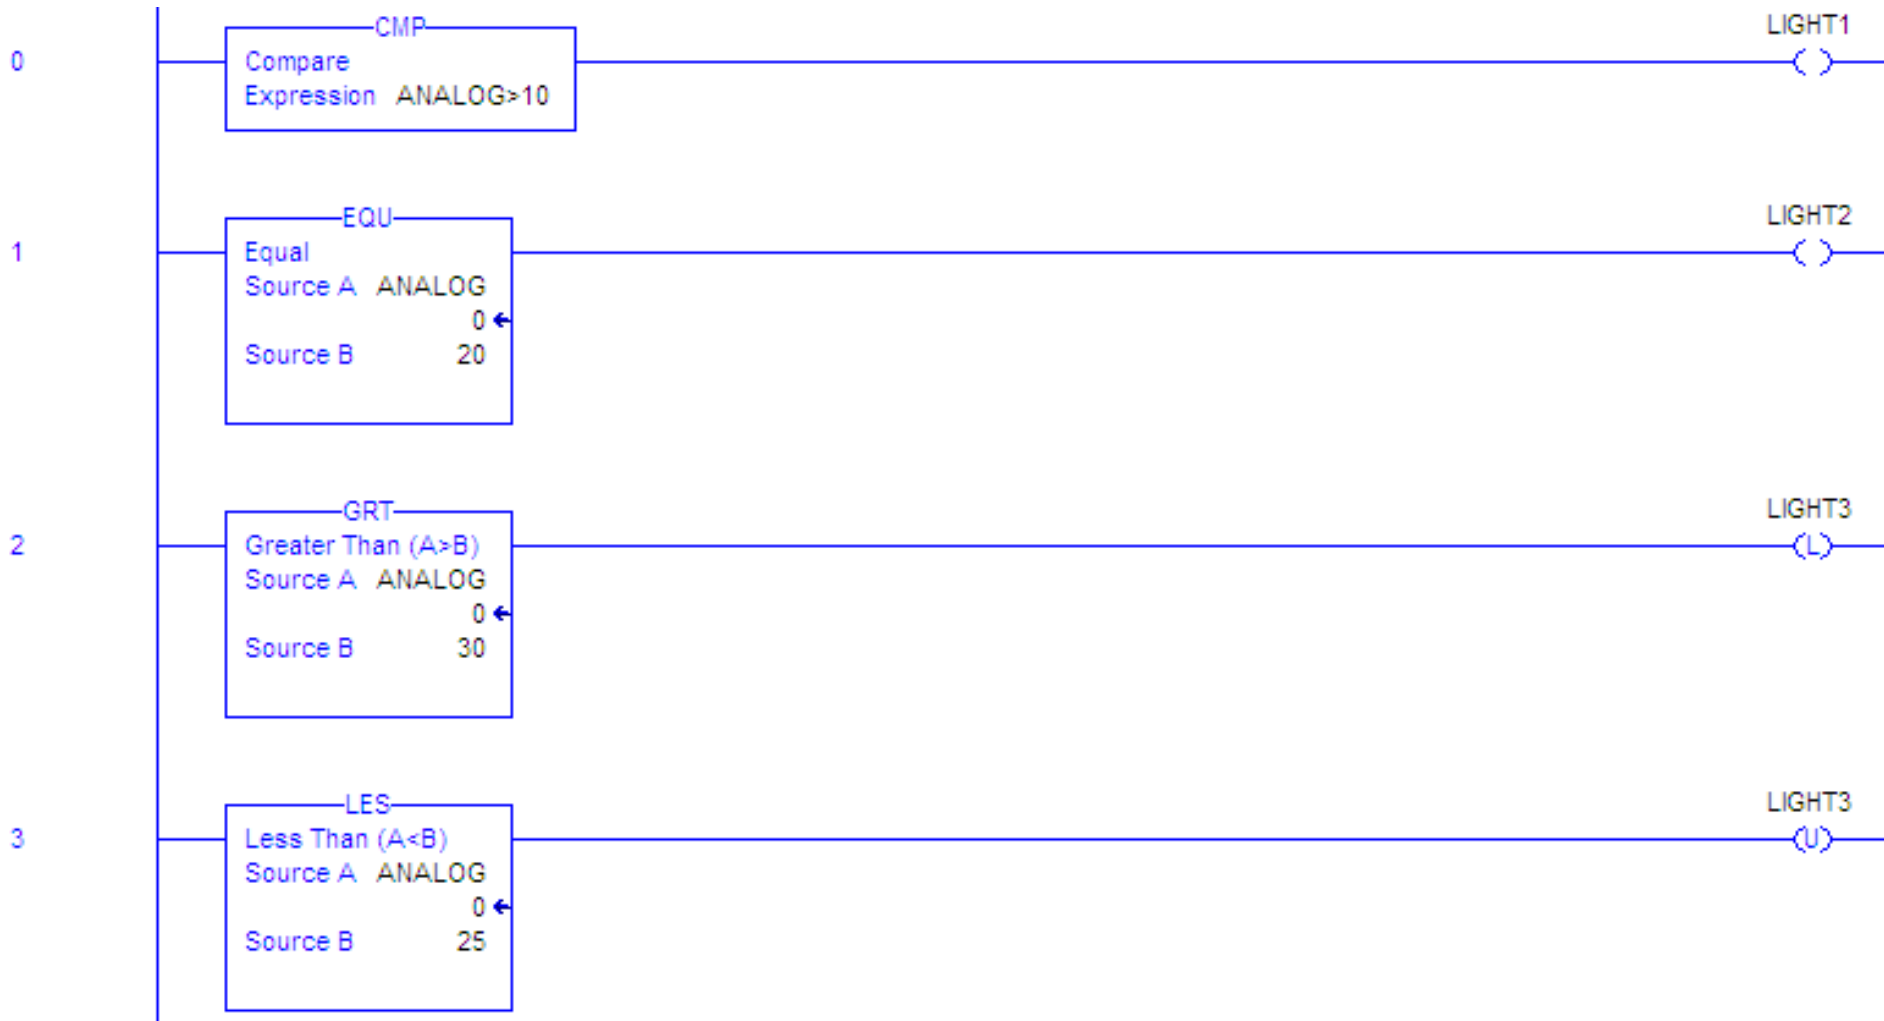 CMP
LIGHT1
0
Compare
Expression ANALOG>10
EQU
LIGHT2
1
Equal
Source A ANALOG
0
Source B 20
GRT
LIGHT3
2
Greater Than (A>B)
L
Source A ANALOG
0
Source B 30
LES
LIGHT3
3
Less Than (A<B)
U
Source A ANALOG
0
Source B 25